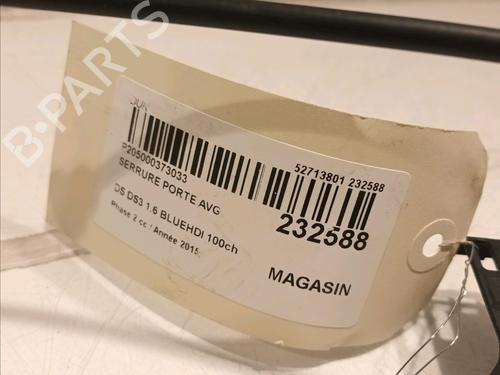 B-PARTS
P205000373033
SERRURE PORTE AVG
DS DS3 1.6 BLUEHDI 100ch
Phase 2 cc / Année 2015
52713801 232588
232588
MAGASIN